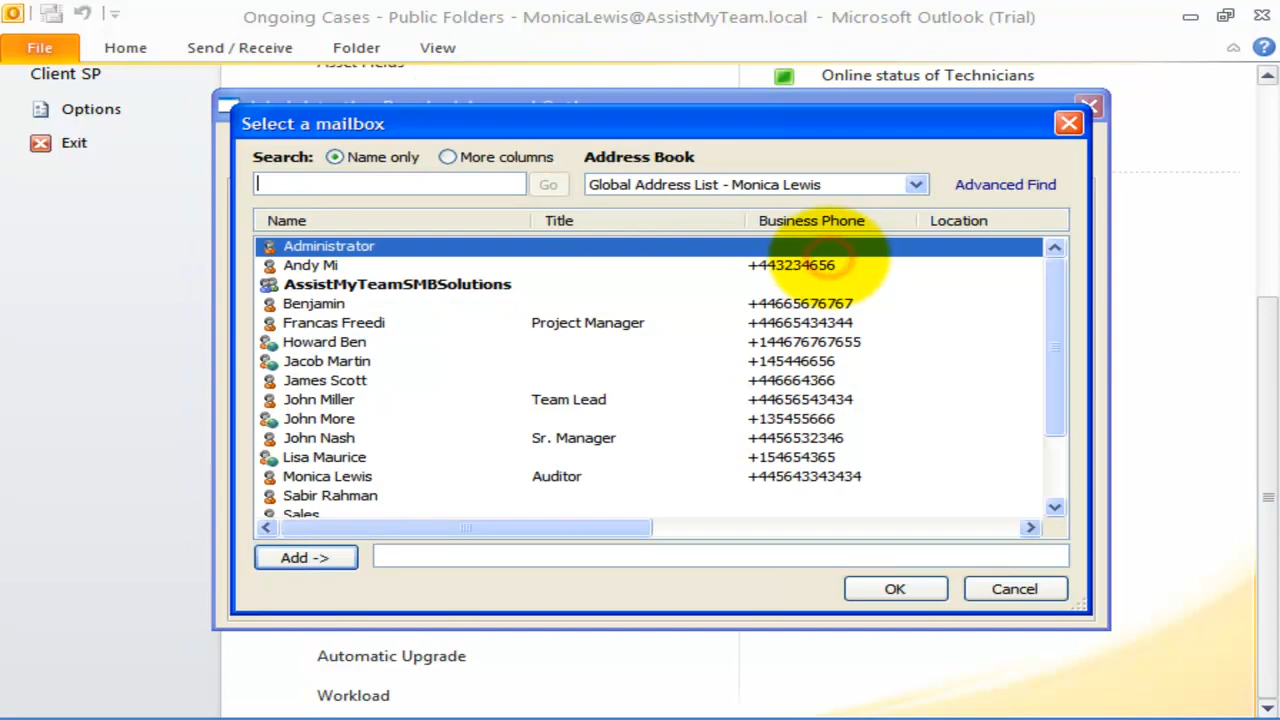 Ongoing Cases - Public Folders - MonicaLewis@AssistMyTeam.local - Microsoft Outlook (Trial)
File Home Send / Receive Folder View
Client SP
Online status of Technicians
Options
Exit
Select a mailbox
Search: Name only More columns Address Book
Go Global Address List - Monica Lewis Advanced Find
Name Title Business Phone Location
Administrator
Andy Mi +443234656
AssistMyTeamSMBSolutions
Benjamin +44665676767
Francas Freedi Project Manager +44665434344
Howard Ben +144676767655
Jacob Martin +145446656
James Scott +446664366
John Miller Team Lead +44656543434
John More +135455666
John Nash Sr. Manager +4456532346
Lisa Maurice +154654365
Monica Lewis Auditor +445643343434
Sabir Rahman
Sales
Add ->
OK Cancel
Automatic Upgrade
Workload